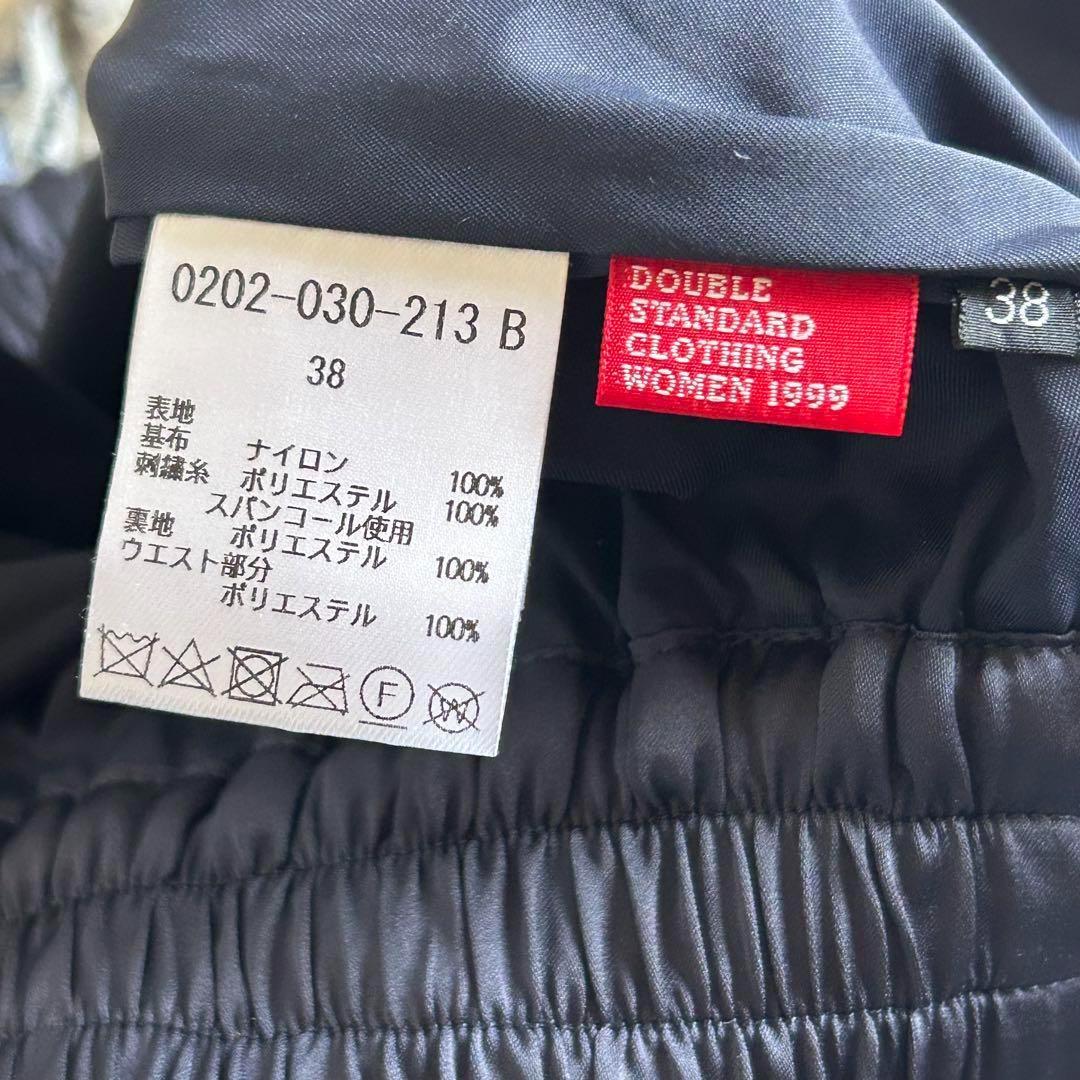 0202-030-213 B
38
表地
基布 ナイロン 100%
刺繍糸 ポリエステル 100%
スパンコール使用
裏地 ポリエステル 100%
ウエスト部分
ポリエステル 100%
F W
DOUBLE
STANDARD
CLOTHING
WOMEN 1999
38